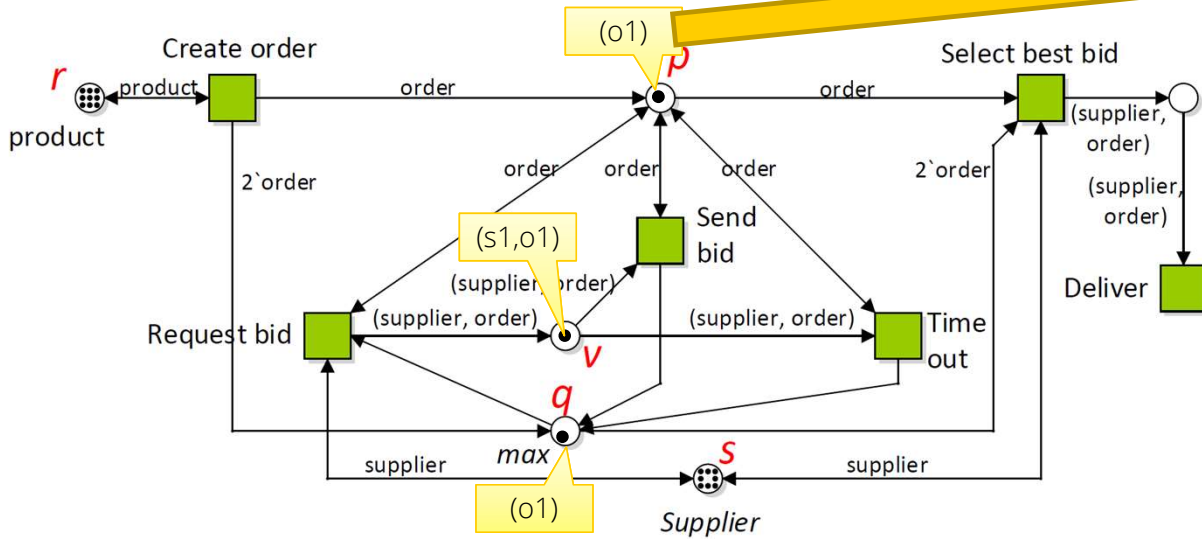 (o1)
Create order
p
Select best bid
r
product
order
order
product
(supplier,
order)
2`order
order
order
order
2`order
(supplier,
order)
(s1,o1)
Send
bid
(supplier, order)
Deliver
Request bid
(supplier, order)
(supplier, order)
Time
out
v
q
max
s
supplier
supplier
(o1)
Supplier